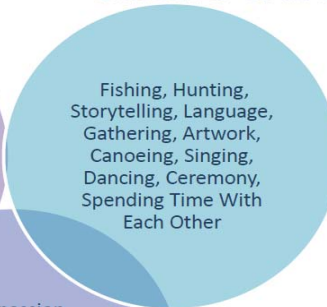 Fishing, Hunting,
Storytelling, Language,
Gathering, Artwork,
Canoeing, Singing,
Dancing, Ceremony,
Spending Time With
Each Other